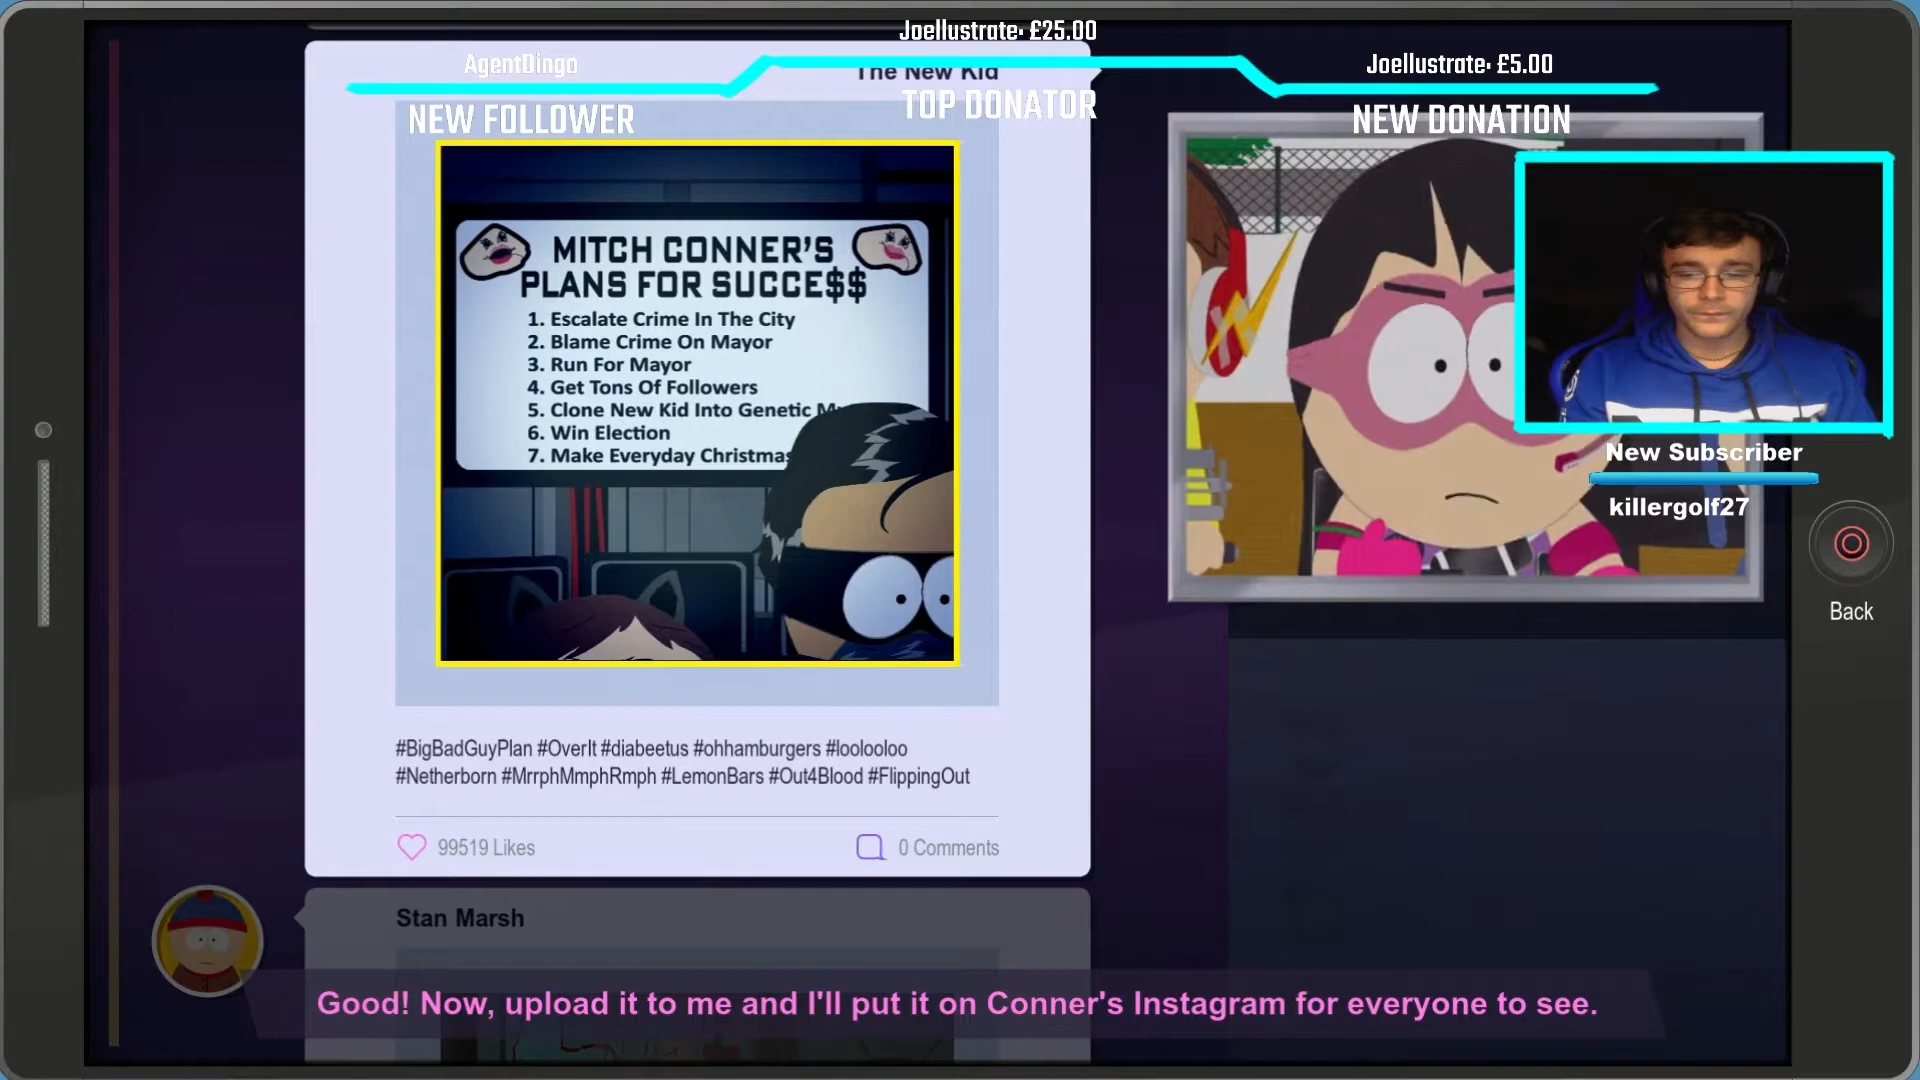 Joellustrate: £25.00
AgentDingo
Joellustrate: £5.00
The New Kid
TOP DONATOR
NEW FOLLOWER
NEW DONATION
MITCH CONNER'S
PLANS FOR SUCCE$$
1. Escalate Crime In The City
2. Blame Crime On Mayor
3. Run For Mayor
4. Get Tons Of Followers
5. Clone New Kid Into Genetic
6. Win Election
7. Make Everyday Christmas
New Subscriber
killergolf27
Back
#BigBadGuyPlan #OverIt #diabeetus #ohhamburgers #loolooloo
#Netherborn #MrrphMmphRmph #LemonBars #Out4Blood #FlippingOut
99519 Likes
0 Comments
Stan Marsh
Good! Now, upload it to me and I'll put it on Conner's Instagram for everyone to see.